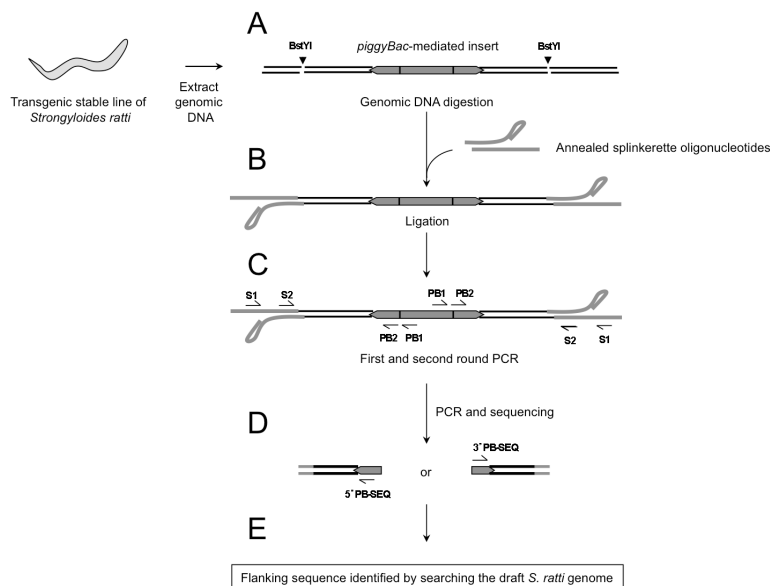 A
BstYI
piggyBac-mediated insert
BstYI
Transgenic stable line of
Strongyloides ratti
Extract
genomic
DNA
Genomic DNA digestion
Annealed splinkerette oligonucleotides
B
Ligation
C
S1
S2
PB1
PB2
PB2
PB1
S2
S1
First and second round PCR
PCR and sequencing
D
3'PB-SEQ
or
5'PB-SEQ
E
Flanking sequence identified by searching the draft S. ratti genome